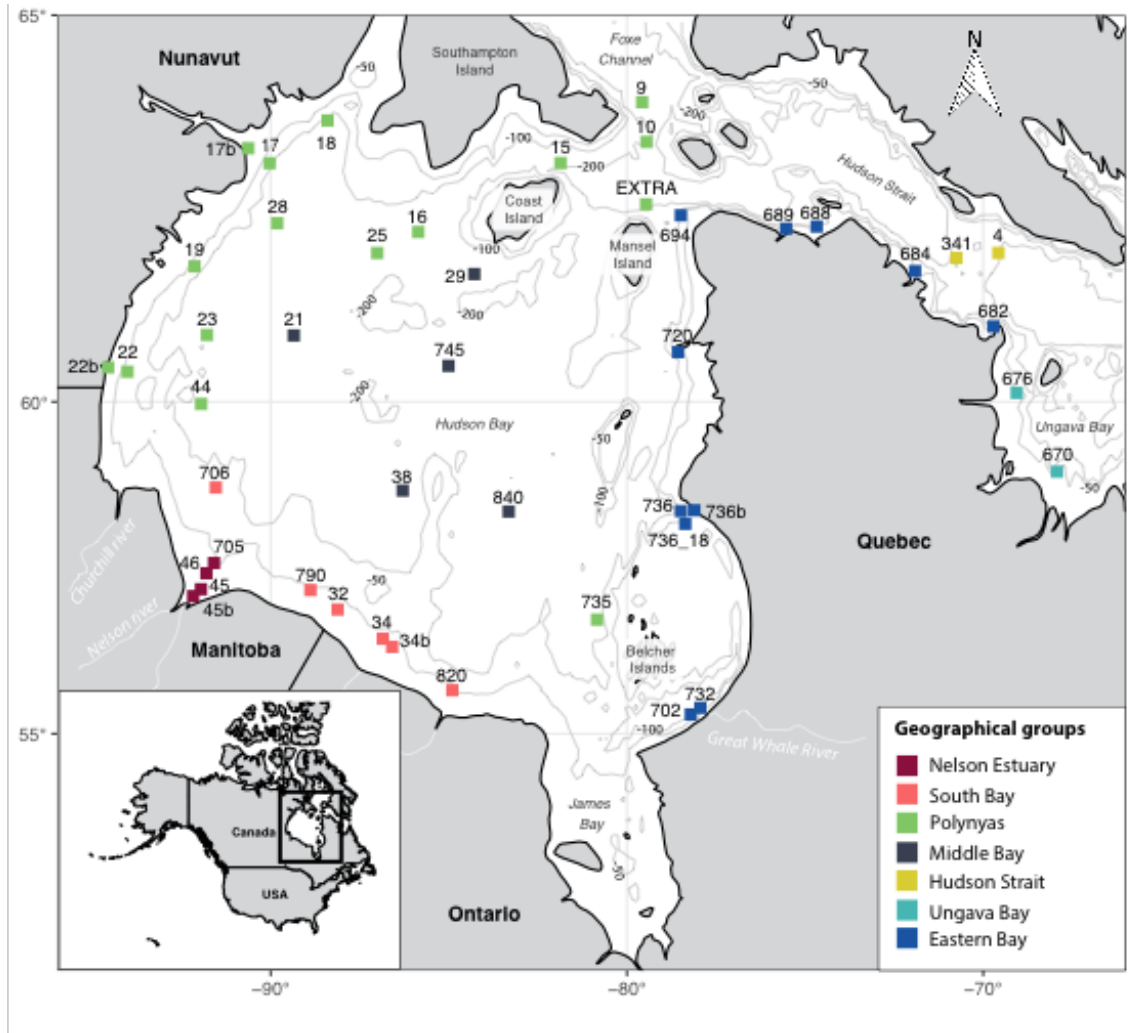 65°
Nunavut
Southampton
Island
Foxe
Channel
N
-50
-50
9
-200
10
-100
15
-200
18
17b
17
EXTRA
Hudson Strait
28
16
Coast
Island
-100
694
689
688
341
4
25
Mansel
Island
684
19
29
-200
-200
23
21
682
745
720
22b
22
676
44
-200
60°
Hudson Bay
Ungava Bay
-50
706
38
670
-50
840
-100
736
736b
736_18
Churchill river
Quebec
705
46
790
-50
45
32
45b
735
Nelson river
34
34b
Manitoba
Belcher
Islands
820
732
702
55°
-100
Great Whale River
Geographical groups
Nelson Estuary
South Bay
Polynyas
Middle Bay
Hudson Strait
Ungava Bay
Eastern Bay
James
Bay
-50
Canada
USA
Ontario
−90°
−80°
−70°